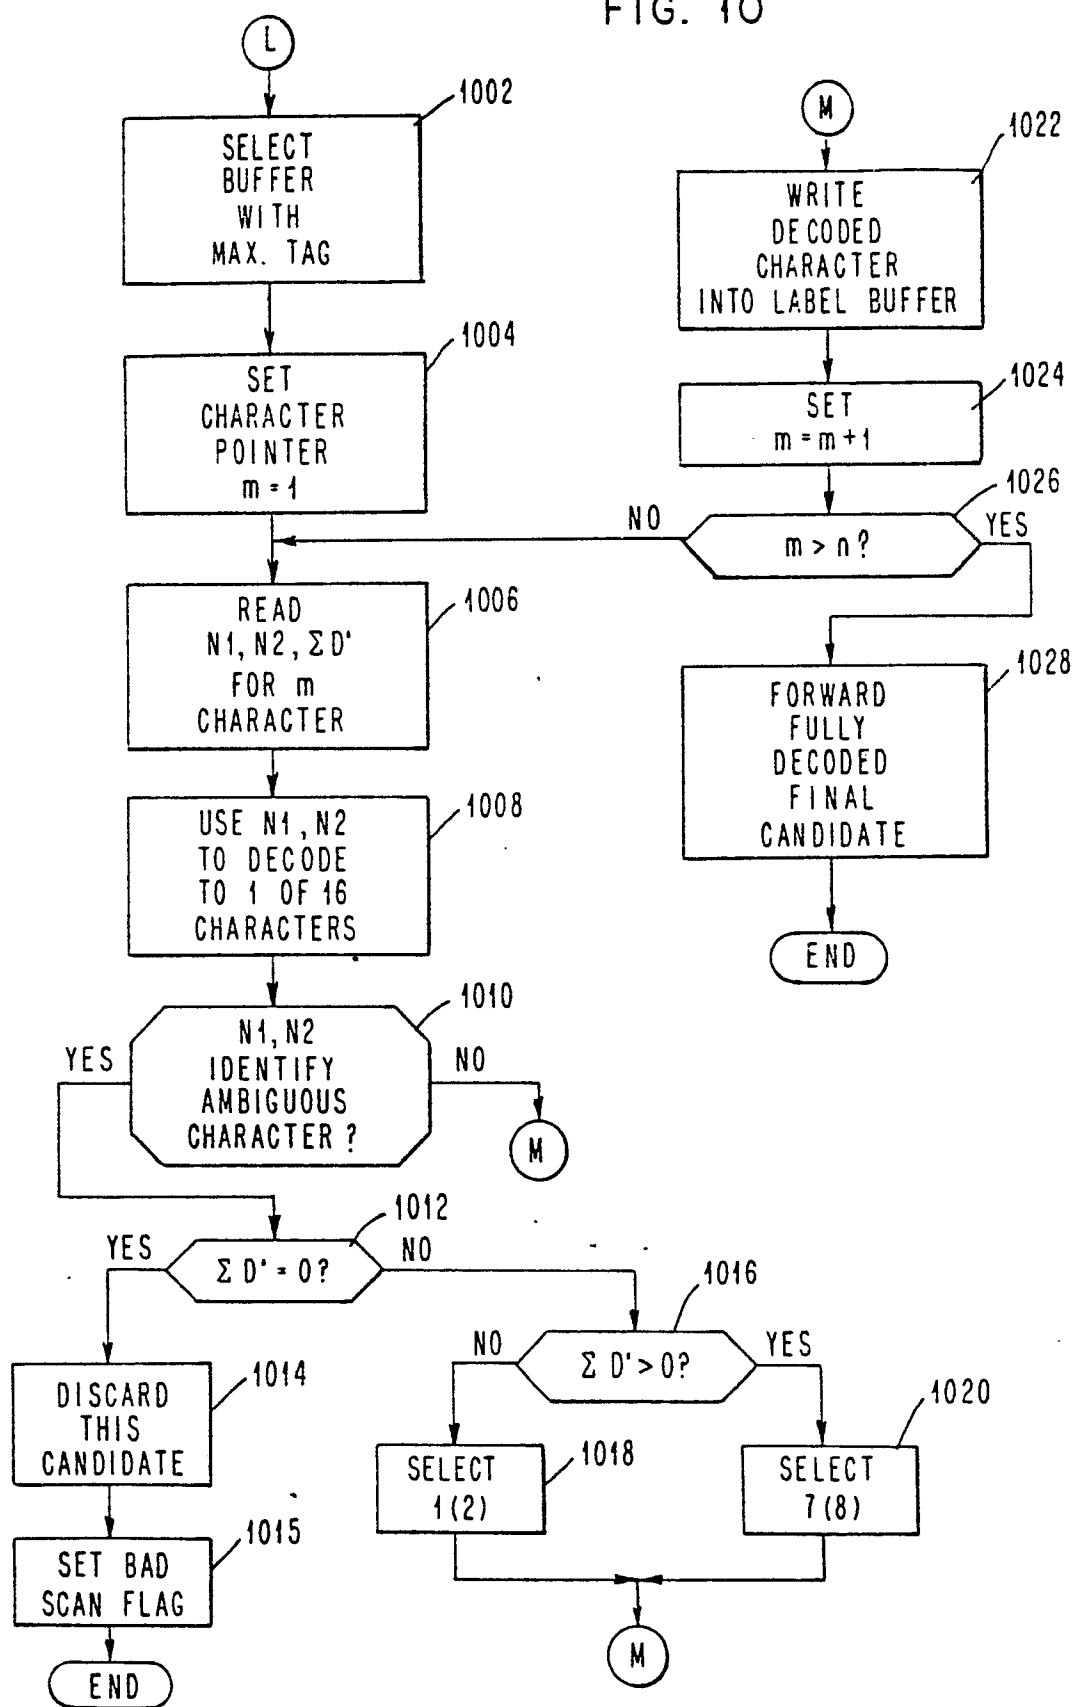 FIG. 10
L
1002
SELECT
BUFFER
WITH
MAX. TAG
1004
SET
CHARACTER
POINTER
m = 1
1006
READ
N1, N2, ΣD'
FOR m
CHARACTER
1008
USE N1, N2
TO DECODE
TO 1 OF 16
CHARACTERS
1010
N1, N2
IDENTIFY
AMBIGUOUS
CHARACTER ?
YES
NO
M
1012
Σ D' = 0?
YES
NO
1014
DISCARD
THIS
CANDIDATE
1015
SET BAD
SCAN FLAG
END
1016
Σ D' > 0?
NO
YES
1018
SELECT
1(2)
1020
SELECT
7(8)
M
M
1022
WRITE
DECODED
CHARACTER
INTO LABEL BUFFER
1024
SET
m = m + 1
1026
m > n ?
NO
YES
1028
FORWARD
FULLY
DECODED
FINAL
CANDIDATE
END